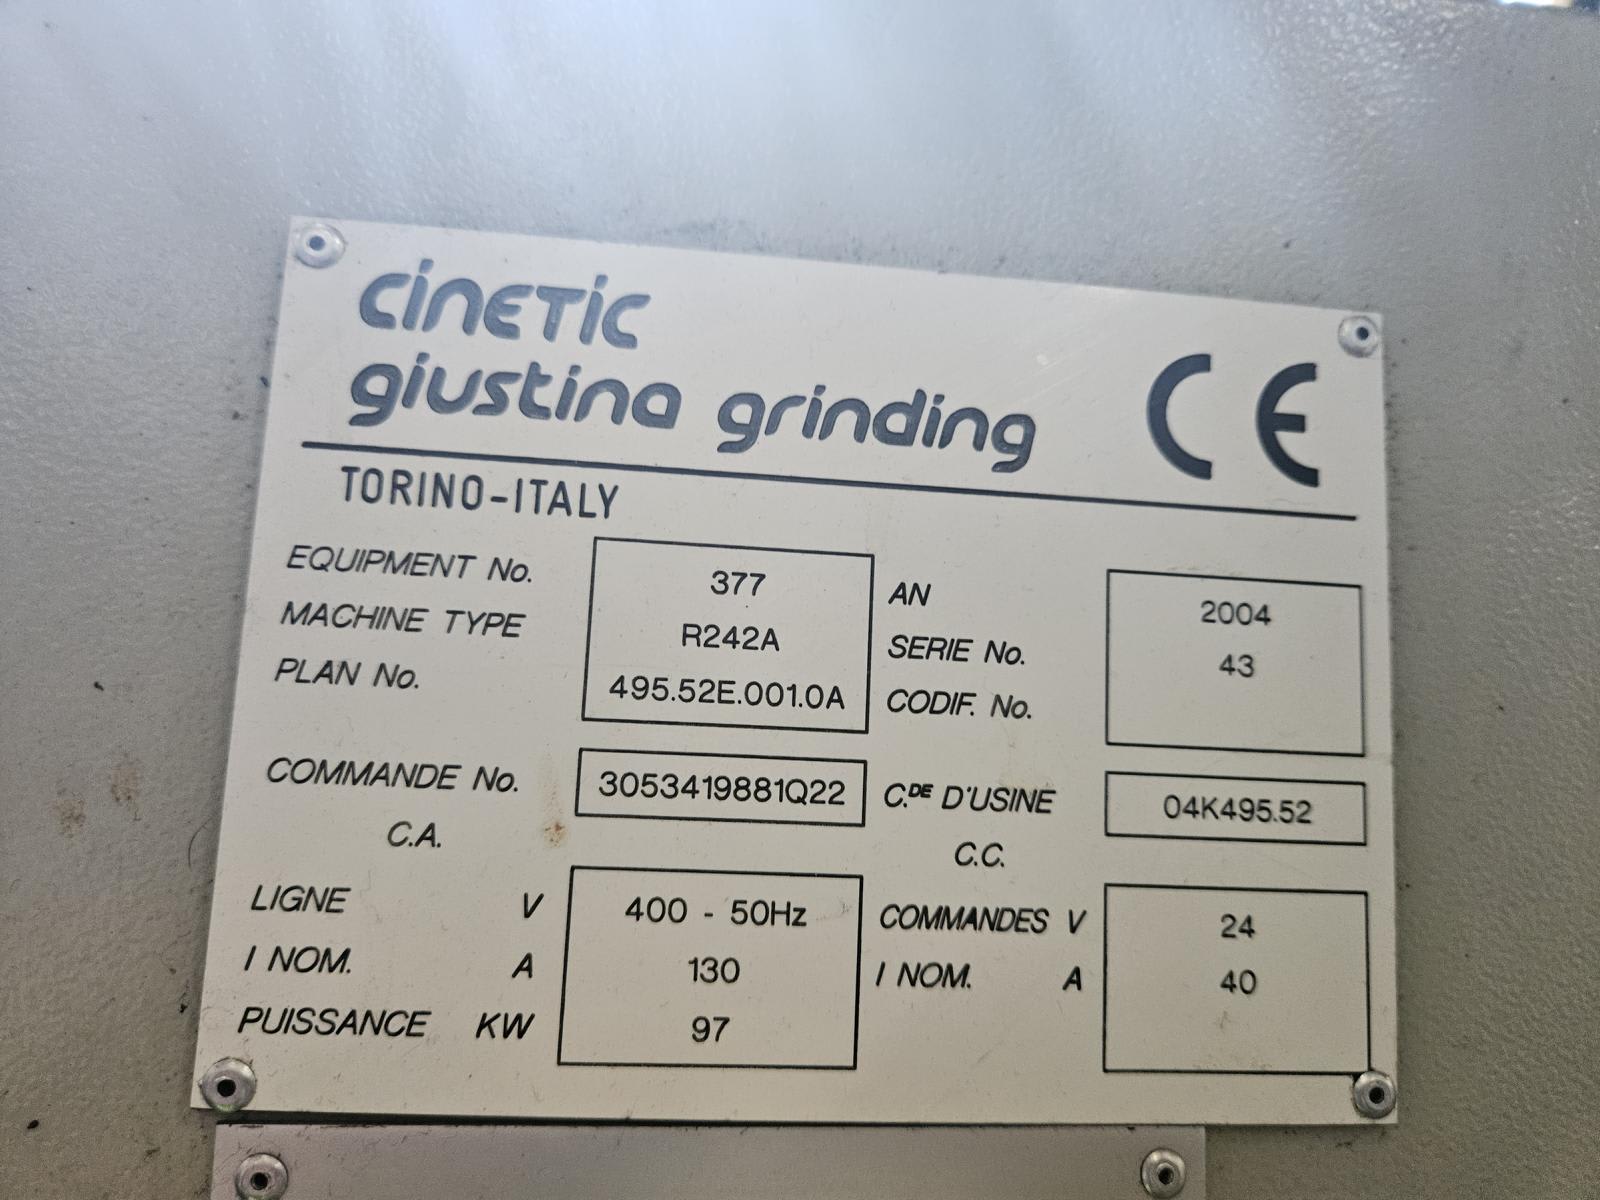 cinetic
giustina grinding
CE
TORINO-ITALY
EQUIPMENT No. 377
MACHINE TYPE R242A
PLAN No. 495.52E.001.0A
AN 2004
SERIE No. 43
CODIF. No.
COMMANDE No. 3053419881Q22
C.DE D'USINE 04K495.52
C.A.
C.C.
LIGNE V 400 - 50Hz
I NOM. A 130
PUISSANCE KW 97
COMMANDES V 24
I NOM. A 40